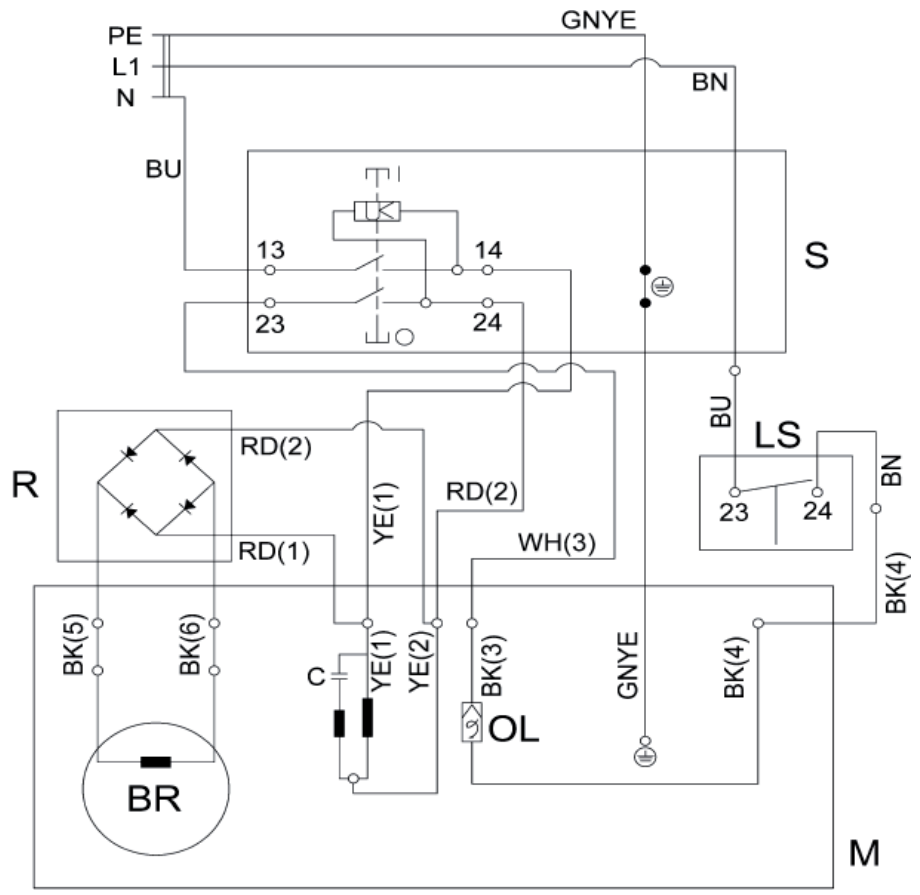 GNYE
PE
L1
N
BN
BU
I
13
14
S
23
24
BU
LS
R
RD(2)
YE(1)
RD(2)
BN
23
24
WH(3)
RD(1)
BK(4)
BK(5)
BK(6)
C
YE(1)
YE(2)
BK(3)
OL
GNYE
BK(4)
BR
M